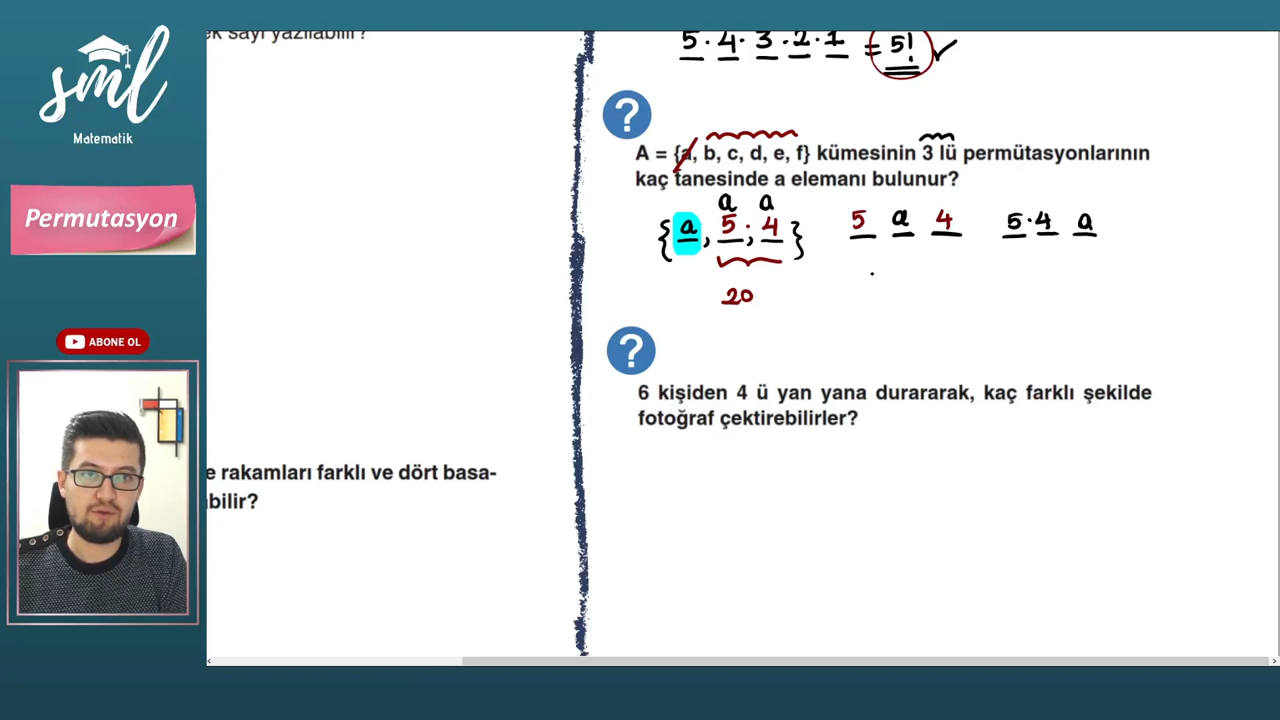 sml
Matematik
Permutasyon
ABONE OL
ek sayı yazılabilir?
e rakamları farklı ve dört basa-
abilir?
5 · 4 · 3 · 2 · 1 = 5! ✓
?
A = {a, b, c, d, e, f} kümesinin 3 lü permütasyonlarının
kaç tanesinde a elemanı bulunur?
a a
{ a , 5 · , 4 } 5 a 4 5 · 4 a
20
?
6 kişiden 4 ü yan yana durararak, kaç farklı şekilde
fotoğraf çektirebilirler?